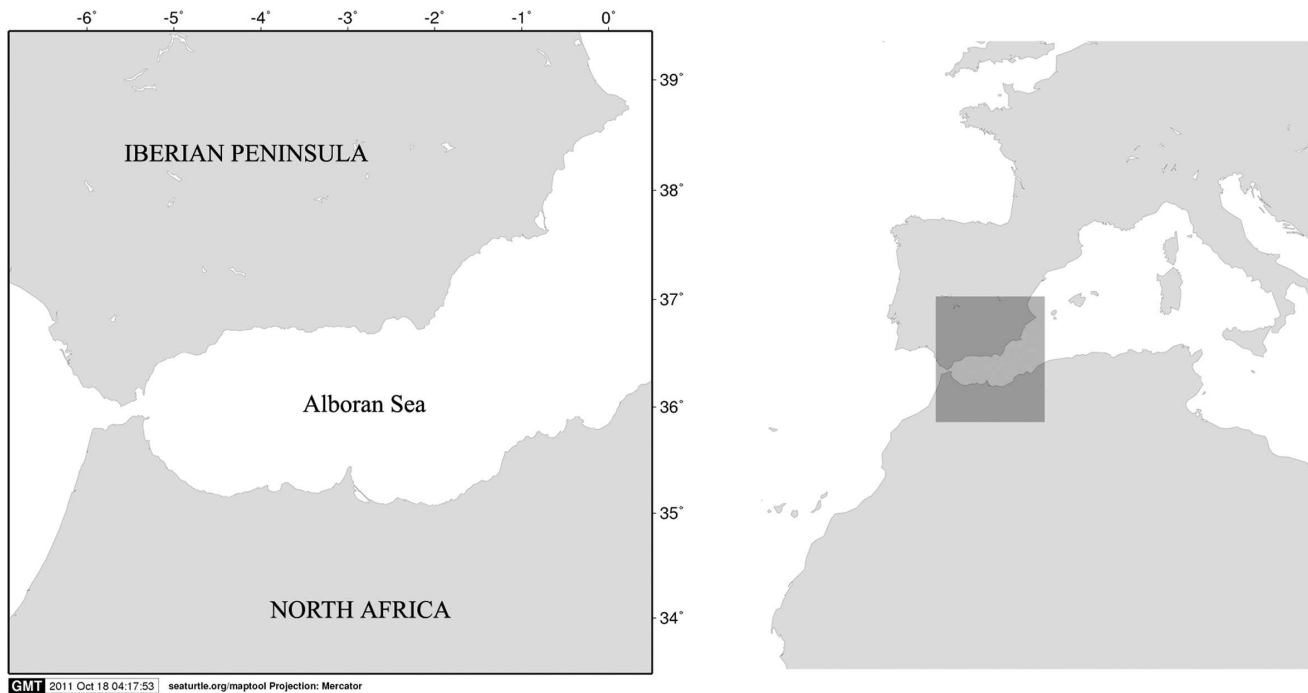 -6° -5° -4° -3° -2° -1° 0°
39°
IBERIAN PENINSULA
38°
37°
Alboran Sea
36°
35°
NORTH AFRICA
34°
GMT 2011 Oct 18 04:17:53 seaturtle.org/maptool Projection: Mercator